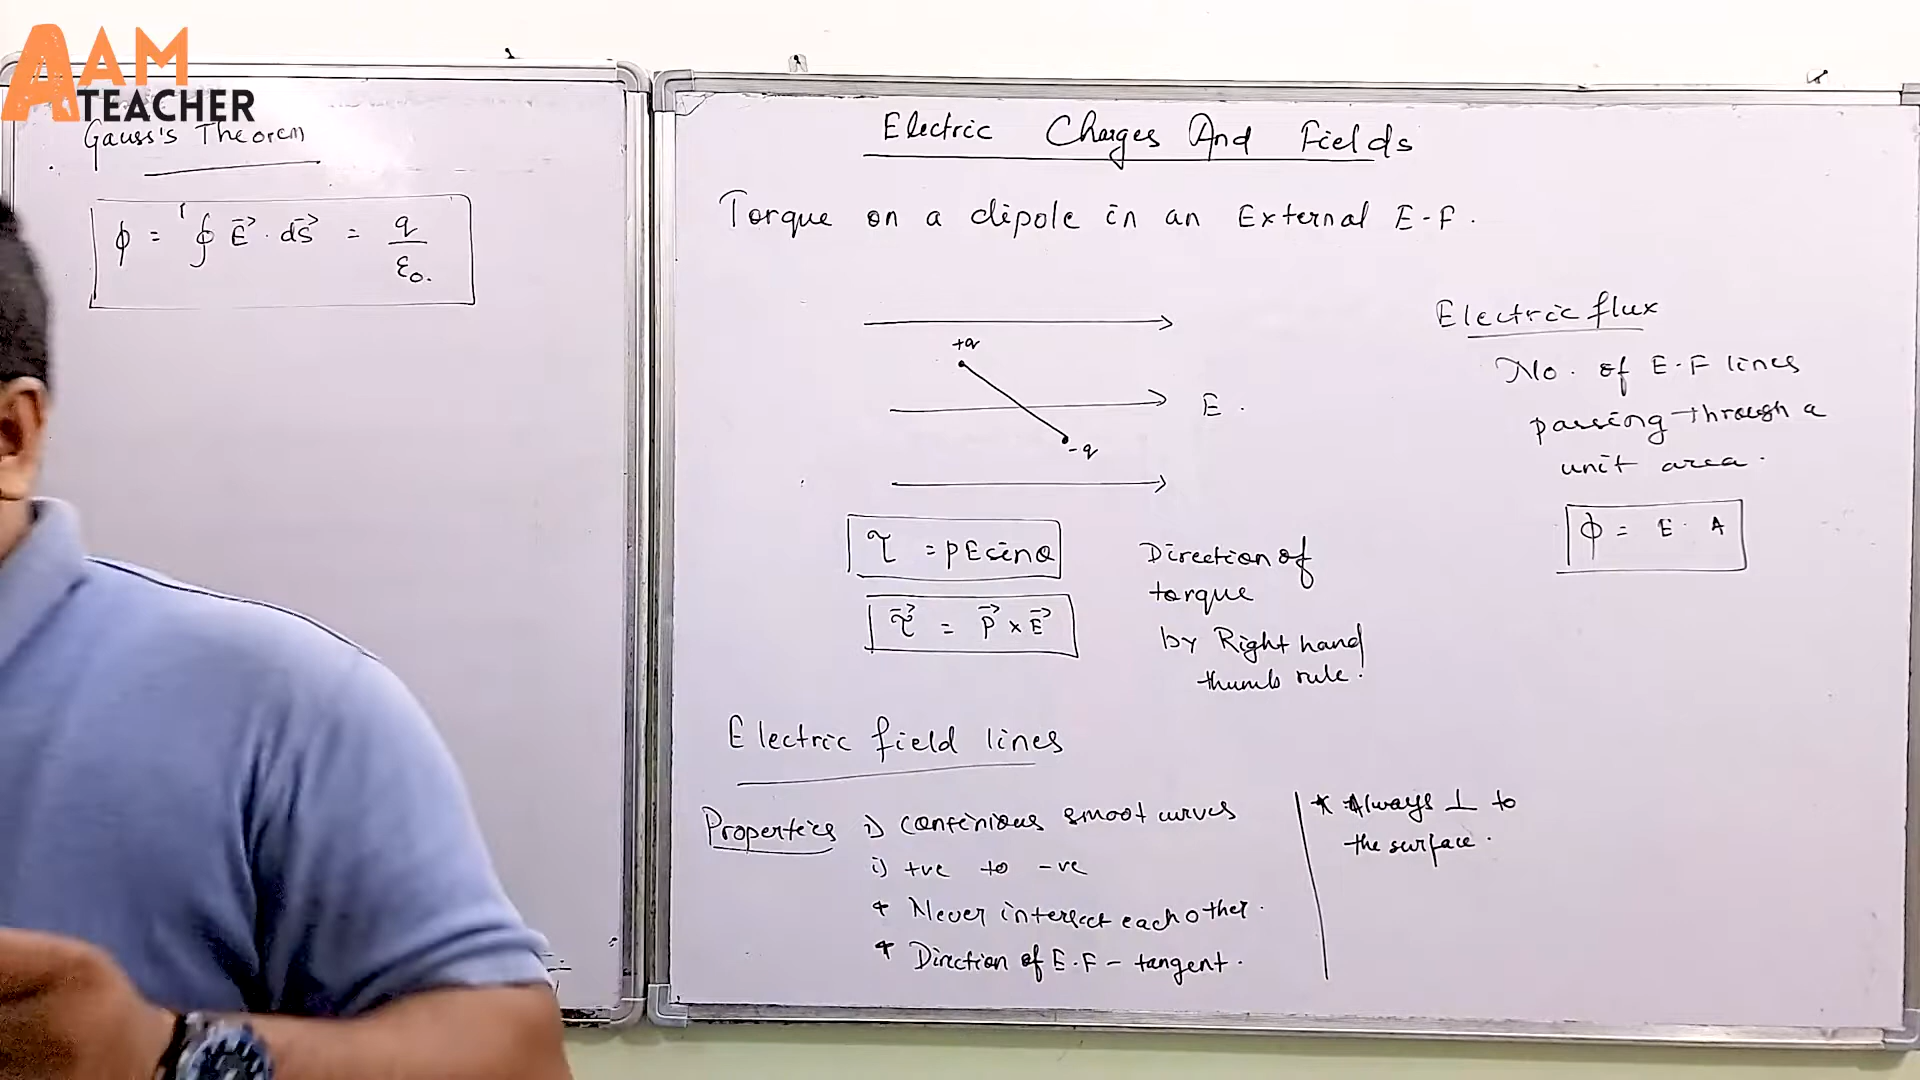 AAM
TEACHER
Gauss's Theorem
ϕ = ∮ E⃗ . dS⃗ = q / ε₀.
Electric Charges And Fields
Torque on a dipole in an External E-F.
+q
E.
-q
τ = pEsinθ
τ⃗ = P⃗ × E⃗
Direction of
torque
by Right hand
thumb rule.
Electric flux
No. of E-F lines
passing through a
unit area.
ϕ = E . A
Electric field lines
Properties i) contenious smoot curves
i) +ve to -ve
* Never intersect each other.
* Direction of E.F - tangent.
* Always ⊥ to
the surface.